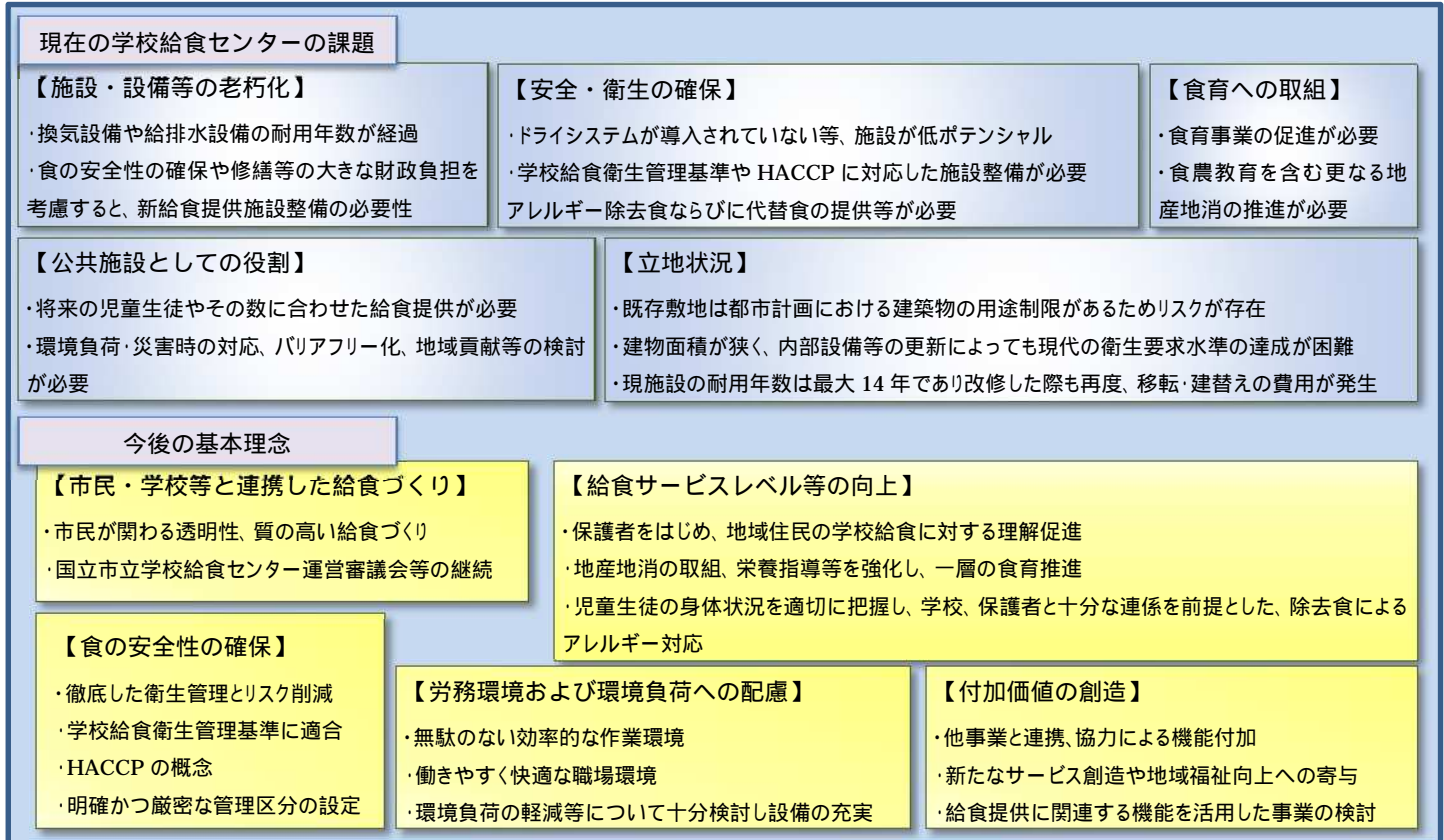 現在の学校給食センターの課題
【施設・設備等の老朽化】
・換気設備や給排水設備の耐用年数が経過
・食の安全性の確保や修繕等の大きな財政負担を
考慮すると、新給食提供施設整備の必要性
【安全・衛生の確保】
・ドライシステムが導入されていない等、施設が低ポテンシャル
・学校給食衛生管理基準や HACCP に対応した施設整備が必要
アレルギー除去食ならびに代替食の提供等が必要
【食育への取組】
・食育事業の促進が必要
・食農教育を含む更なる地
産地消の推進が必要
【公共施設としての役割】
・将来の児童生徒やその数に合わせた給食提供が必要
・環境負荷・災害時の対応、バリアフリー化、地域貢献等の検討
が必要
【立地状況】
・既存敷地は都市計画における建築物の用途制限があるためリスクが存在
・建物面積が狭く、内部設備等の更新によっても現代の衛生要求水準の達成が困難
・現施設の耐用年数は最大 14 年であり改修した際も再度、移転・建替えの費用が発生
今後の基本理念
【市民・学校等と連携した給食づくり】
・市民が関わる透明性、質の高い給食づくり
・国立市立学校給食センター運営審議会等の継続
【給食サービスレベル等の向上】
・保護者をはじめ、地域住民の学校給食に対する理解促進
・地産地消の取組、栄養指導等を強化し、一層の食育推進
・児童生徒の身体状況を適切に把握し、学校、保護者と十分な連係を前提とした、除去食による
アレルギー対応
【食の安全性の確保】
・徹底した衛生管理とリスク削減
・学校給食衛生管理基準に適合
・HACCP の概念
・明確かつ厳密な管理区分の設定
【労務環境および環境負荷への配慮】
・無駄のない効率的な作業環境
・働きやすく快適な職場環境
・環境負荷の軽減等について十分検討し設備の充実
【付加価値の創造】
・他事業と連携、協力による機能付加
・新たなサービス創造や地域福祉向上への寄与
・給食提供に関連する機能を活用した事業の検討